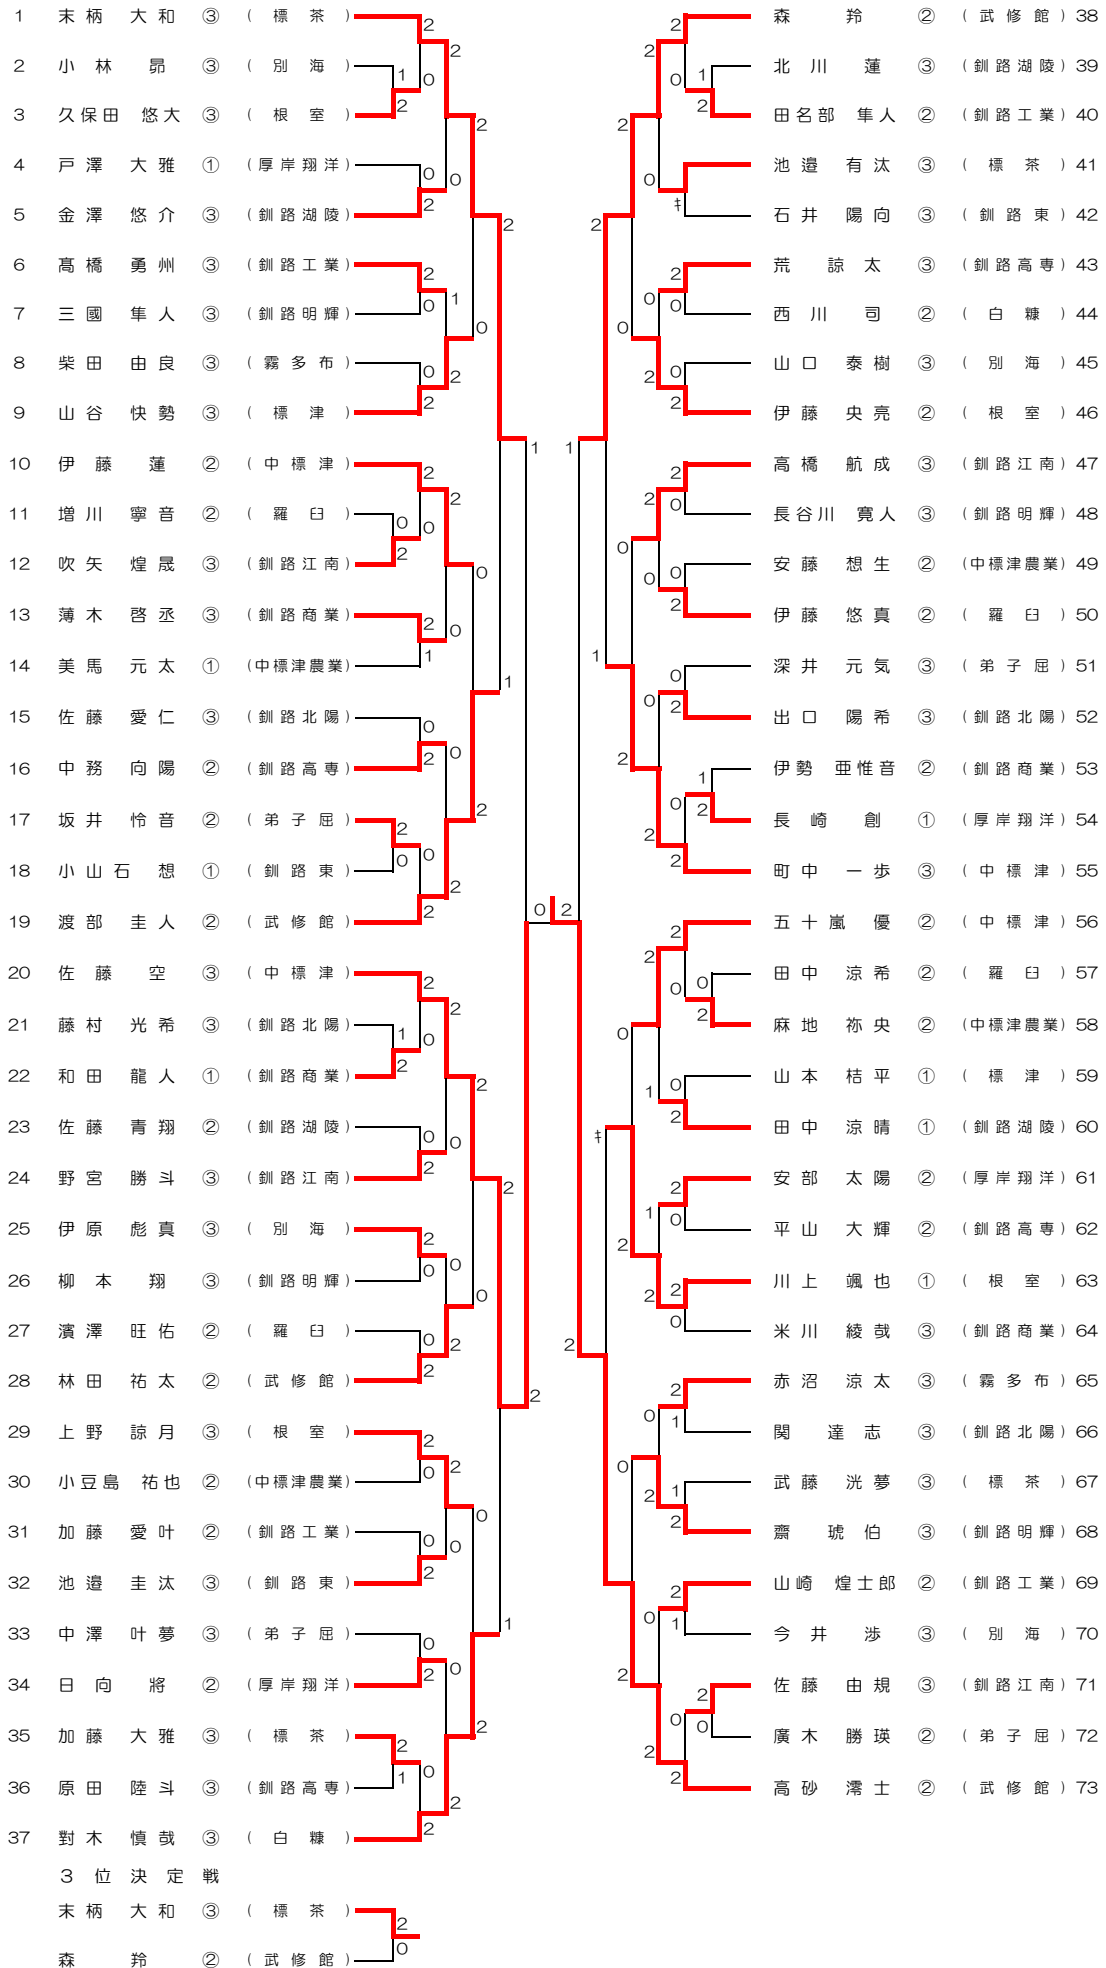 1 末柄 大和 ③ (標茶)
2 小林 昴 ③ (別海)
3 久保田 悠大 ③ (根室)
4 戸澤 大雅 ① (厚岸翔洋)
5 金澤 悠介 ③ (釧路湖陵)
6 髙橋 勇州 ③ (釧路工業)
7 三國 隼人 ③ (釧路明輝)
8 柴田 由良 ③ (霧多布)
9 山谷 快勢 ③ (標津)
10 伊藤 蓮 ② (中標津)
11 増川 寧音 ② (羅臼)
12 吹矢 煌晟 ③ (釧路江南)
13 薄木 啓丞 ③ (釧路商業)
14 美馬 元太 ① (中標津農業)
15 佐藤 愛仁 ③ (釧路北陽)
16 中務 向陽 ② (釧路高専)
17 坂井 怜音 ② (弟子屈)
18 小山石 想 ① (釧路東)
19 渡部 圭人 ② (武修館)
20 佐藤 空 ③ (中標津)
21 藤村 光希 ③ (釧路北陽)
22 和田 龍人 ① (釧路商業)
23 佐藤 青翔 ② (釧路湖陵)
24 野宮 勝斗 ③ (釧路江南)
25 伊原 彪真 ③ (別海)
26 柳本 翔 ③ (釧路明輝)
27 濱澤 旺佑 ② (羅臼)
28 林田 祐太 ② (武修館)
29 上野 諒月 ③ (根室)
30 小豆島 祐也 ② (中標津農業)
31 加藤 愛叶 ② (釧路工業)
32 池邉 圭汰 ③ (釧路東)
33 中澤 叶夢 ③ (弟子屈)
34 日向 將 ② (厚岸翔洋)
35 加藤 大雅 ③ (標茶)
36 原田 陸斗 ③ (釧路高専)
37 對木 慎哉 ③ (白糠)
森 羚 ② (武修館) 38
北川 蓮 ③ (釧路湖陵) 39
田名部 隼人 ② (釧路工業) 40
池邉 有汰 ③ (標茶) 41
石井 陽向 ③ (釧路東) 42
荒 諒太 ③ (釧路高専) 43
西川 司 ② (白糠) 44
山口 泰樹 ③ (別海) 45
伊藤 央亮 ② (根室) 46
高橋 航成 ③ (釧路江南) 47
長谷川 寛人 ③ (釧路明輝) 48
安藤 想生 ② (中標津農業) 49
伊藤 悠真 ② (羅臼) 50
深井 元気 ③ (弟子屈) 51
出口 陽希 ③ (釧路北陽) 52
伊勢 亜惟音 ② (釧路商業) 53
長崎 創 ① (厚岸翔洋) 54
町中 一歩 ③ (中標津) 55
五十嵐 優 ② (中標津) 56
田中 涼希 ② (羅臼) 57
麻地 祢央 ② (中標津農業) 58
山本 桔平 ① (標津) 59
田中 涼晴 ① (釧路湖陵) 60
安部 太陽 ② (厚岸翔洋) 61
平山 大輝 ② (釧路高専) 62
川上 颯也 ① (根室) 63
米川 綾哉 ③ (釧路商業) 64
赤沼 涼太 ③ (霧多布) 65
関 達志 ③ (釧路北陽) 66
武藤 洸夢 ③ (標茶) 67
齋 琥伯 ③ (釧路明輝) 68
山崎 煌士郎 ② (釧路工業) 69
今井 渉 ③ (別海) 70
佐藤 由規 ③ (釧路江南) 71
廣木 勝瑛 ② (弟子屈) 72
高砂 澪士 ② (武修館) 73
3位決定戦
末柄 大和 ③ (標茶) 2
森 羚 ② (武修館) 0